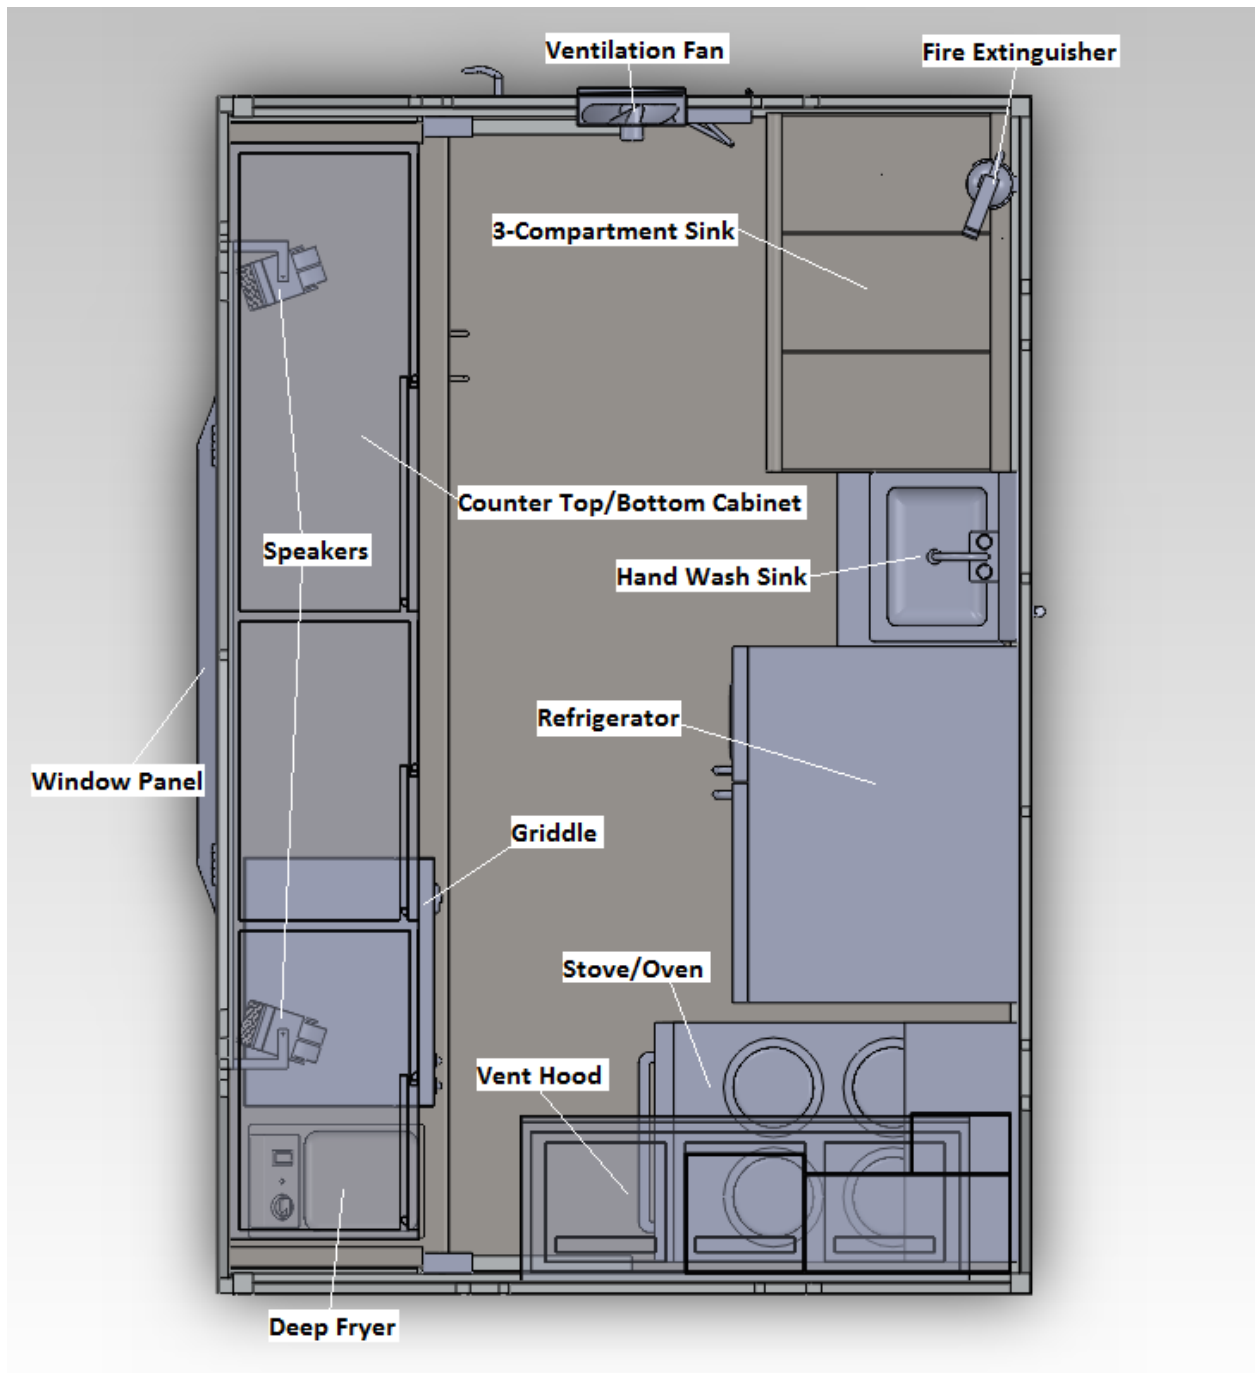 Ventilation Fan
Fire Extinguisher
3-Compartment Sink
Counter Top/Bottom Cabinet
Speakers
Hand Wash Sink
Refrigerator
Window Panel
Griddle
Stove/Oven
Vent Hood
Deep Fryer